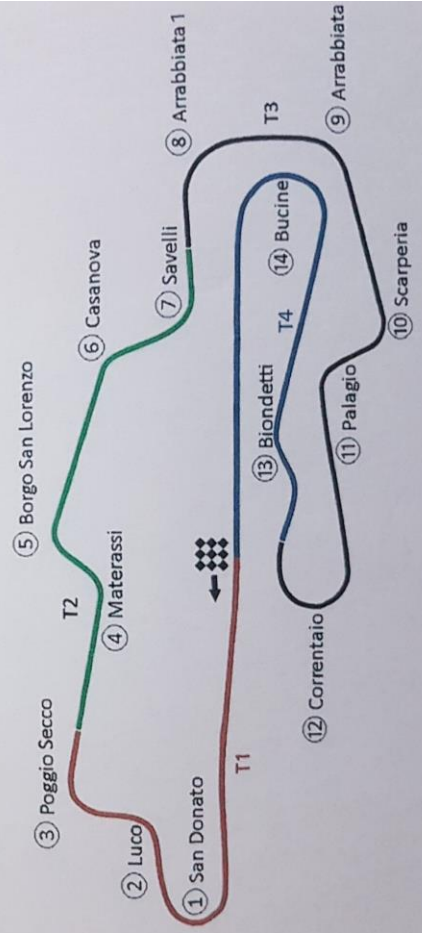 ① San Donato
② Luco
③ Poggio Secco
④ Materassi
⑤ Borgo San Lorenzo
⑥ Casanova
⑦ Savelli
⑧ Arrabbiata 1
⑨ Arrabbiata
⑩ Scarperia
⑪ Palagio
⑫ Correntaio
⑬ Biondetti
⑭ Bucine
T1
T2
T3
T4